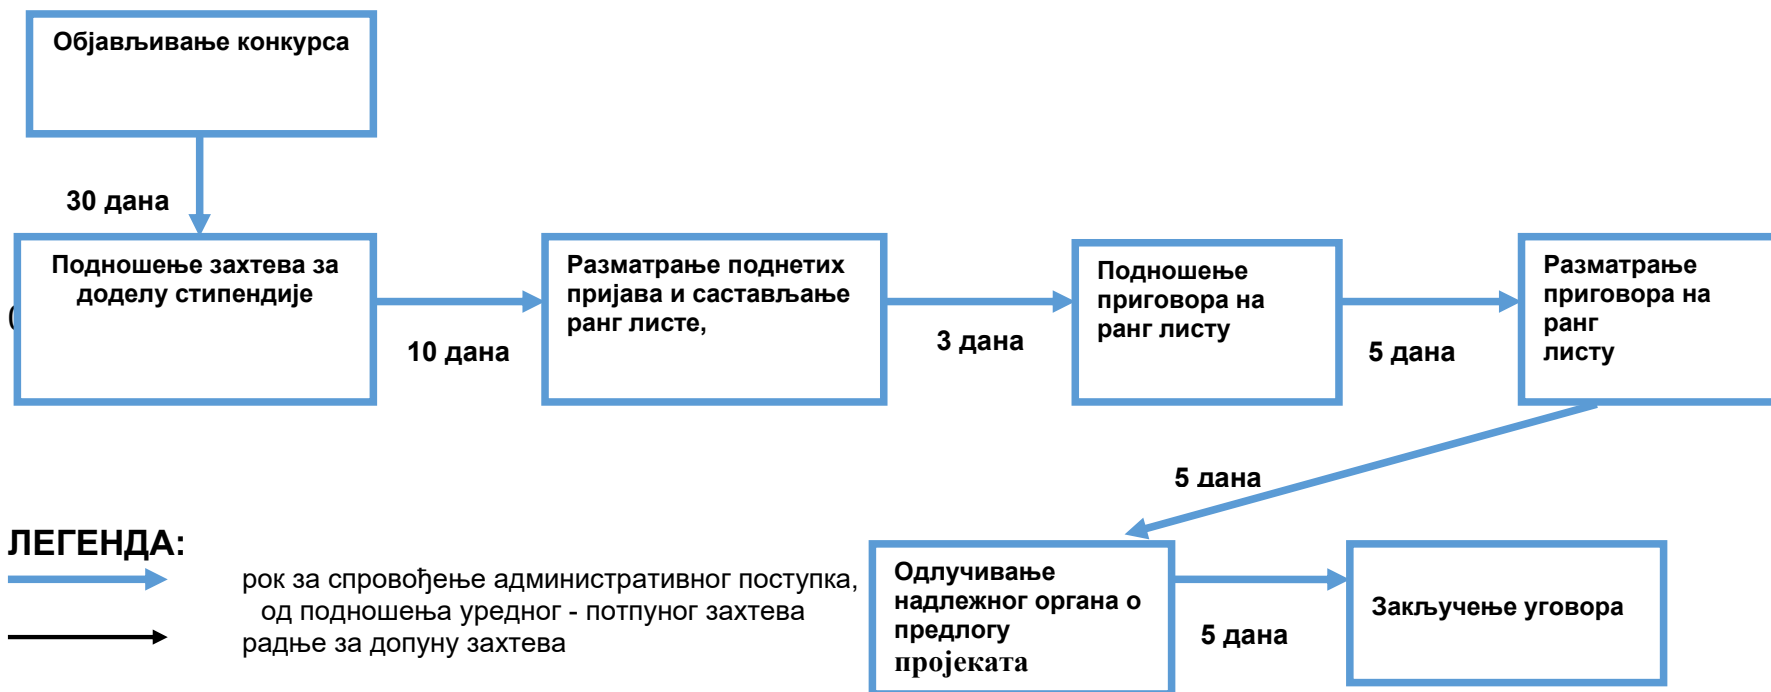 Објављивање конкурса
30 дана
Подношење захтева за
доделу стипендије
10 дана
Разматрање поднетих
пријава и састављање
ранг листе,
3 дана
Подношење
приговора на
ранг листу
5 дана
Разматрање
приговора на
ранг
листу
5 дана
Одлучивање
надлежног органа о
предлогу
пројеката
5 дана
Закључење уговора
ЛЕГЕНДА:
рок за спровођење административног поступка,
од подношења уредног - потпуног захтева
радње за допуну захтева